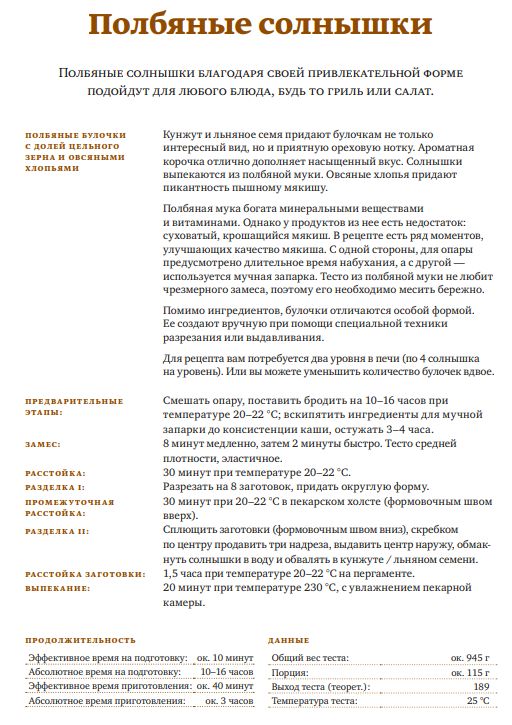 Полбяные солнышки
Полбяные солнышки благодаря своей привлекательной форме
подойдут для любого блюда, будь то гриль или салат.
ПОЛБЯНЫЕ БУЛОЧКИ
С ДОЛЕЙ ЦЕЛЬНОГО
ЗЕРНА И ОВСЯНЫМИ
ХЛОПЬЯМИ
Кунжут и льняное семя придают булочкам не только
интересный вид, но и приятную ореховую нотку. Ароматная
корочка отлично дополняет насыщенный вкус. Солнышки
выпекаются из полбяной муки. Овсяные хлопья придают
пикантность пышному мякишу.
Полбяная мука богата минеральными веществами
и витаминами. Однако у продуктов из нее есть недостаток:
суховатый, крошащийся мякиш. В рецепте есть ряд моментов,
улучшающих качество мякиша. С одной стороны, для опары
предусмотрено длительное время набухания, а с другой —
используется мучная запарка. Тесто из полбяной муки не любит
чрезмерного замеса, поэтому его необходимо месить бережно.
Помимо ингредиентов, булочки отличаются особой формой.
Ее создают вручную при помощи специальной техники
разрезания или выдавливания.
Для рецепта вам потребуется два уровня в печи (по 4 солнышка
на уровень). Или вы можете уменьшить количество булочек вдвое.
ПРЕДВАРИТЕЛЬНЫЕ
ЭТАПЫ:
Смешать опару, поставить бродить на 10–16 часов при
температуре 20–22 °C; вскипятить ингредиенты для мучной
запарки до консистенции каши, остужать 3–4 часа.
ЗАМЕС:
8 минут медленно, затем 2 минуты быстро. Тесто средней
плотности, эластичное.
РАССТОЙКА:
30 минут при температуре 20–22 °C.
РАЗДЕЛКА I:
Разрезать на 8 заготовок, придать округлую форму.
ПРОМЕЖУТОЧНАЯ
РАССТОЙКА:
30 минут при 20–22 °C в пекарском холсте (формовочным швом
вверх).
РАЗДЕЛКА II:
Сплющить заготовки (формовочным швом вниз), скребком
по центру продавить три надреза, выдавить центр наружу, обмак-
нуть солнышки в воду и обвалять в кунжуте / льняном семени.
РАССТОЙКА ЗАГОТОВКИ:
1,5 часа при температуре 20–22 °C на пергаменте.
ВЫПЕКАНИЕ:
20 минут при температуре 230 °C, с увлажнением пекарной
камеры.
ПРОДОЛЖИТЕЛЬНОСТЬ
Эффективное время на подготовку: ок. 10 минут
Абсолютное время на подготовку: 10–16 часов
Эффективное время приготовления: ок. 40 минут
Абсолютное время приготовления: ок. 3 часов
ДАННЫЕ
Общий вес теста: ок. 945 г
Порция: ок. 115 г
Выход теста (теорет.): 189
Температура теста: 25 °C